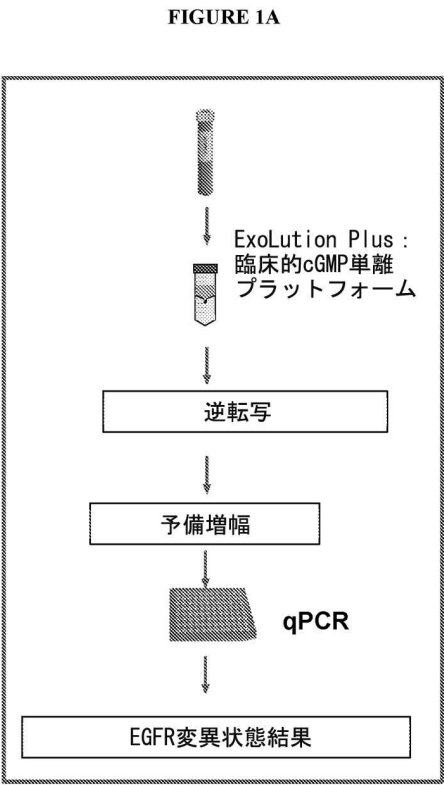 FIGURE 1A
ExoLution Plus：
臨床的cGMP単離
プラットフォーム
逆転写
予備増幅
qPCR
EGFR変異状態結果